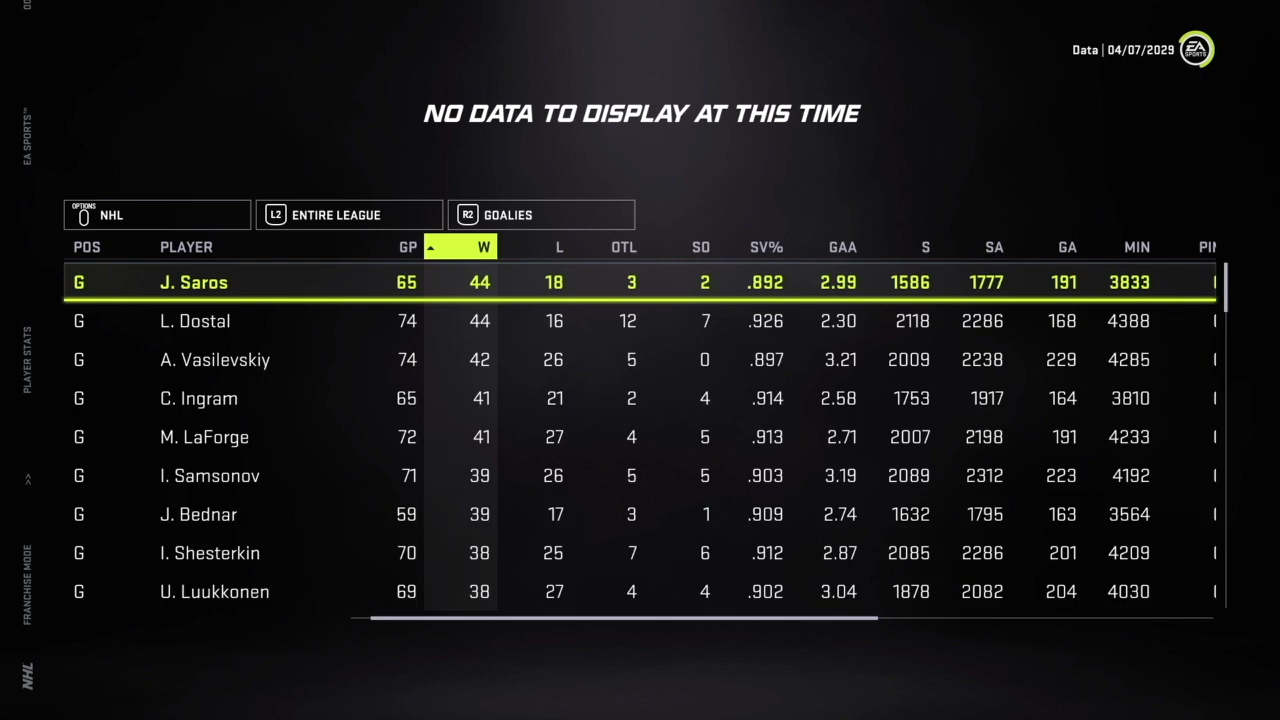 Data | 04/07/2029 EA SPORTS
NO DATA TO DISPLAY AT THIS TIME
OPTIONS NHL L2 ENTIRE LEAGUE R2 GOALIES
POS PLAYER GP W L OTL SO SV% GAA S SA GA MIN
G J. Saros 65 44 18 3 2 .892 2.99 1586 1777 191 3833
G L. Dostal 74 44 16 12 7 .926 2.30 2118 2286 168 4388
G A. Vasilevskiy 74 42 26 5 0 .897 3.21 2009 2238 229 4285
G C. Ingram 65 41 21 2 4 .914 2.58 1753 1917 164 3810
G M. LaForge 72 41 27 4 5 .913 2.71 2007 2198 191 4233
G I. Samsonov 71 39 26 5 5 .903 3.19 2089 2312 223 4192
G J. Bednar 59 39 17 3 1 .909 2.74 1632 1795 163 3564
G I. Shesterkin 70 38 25 7 6 .912 2.87 2085 2286 201 4209
G U. Luukkonen 69 38 27 4 4 .902 3.04 1878 2082 204 4030
NHL FRANCHISE MODE >> PLAYER STATS EA SPORTS™